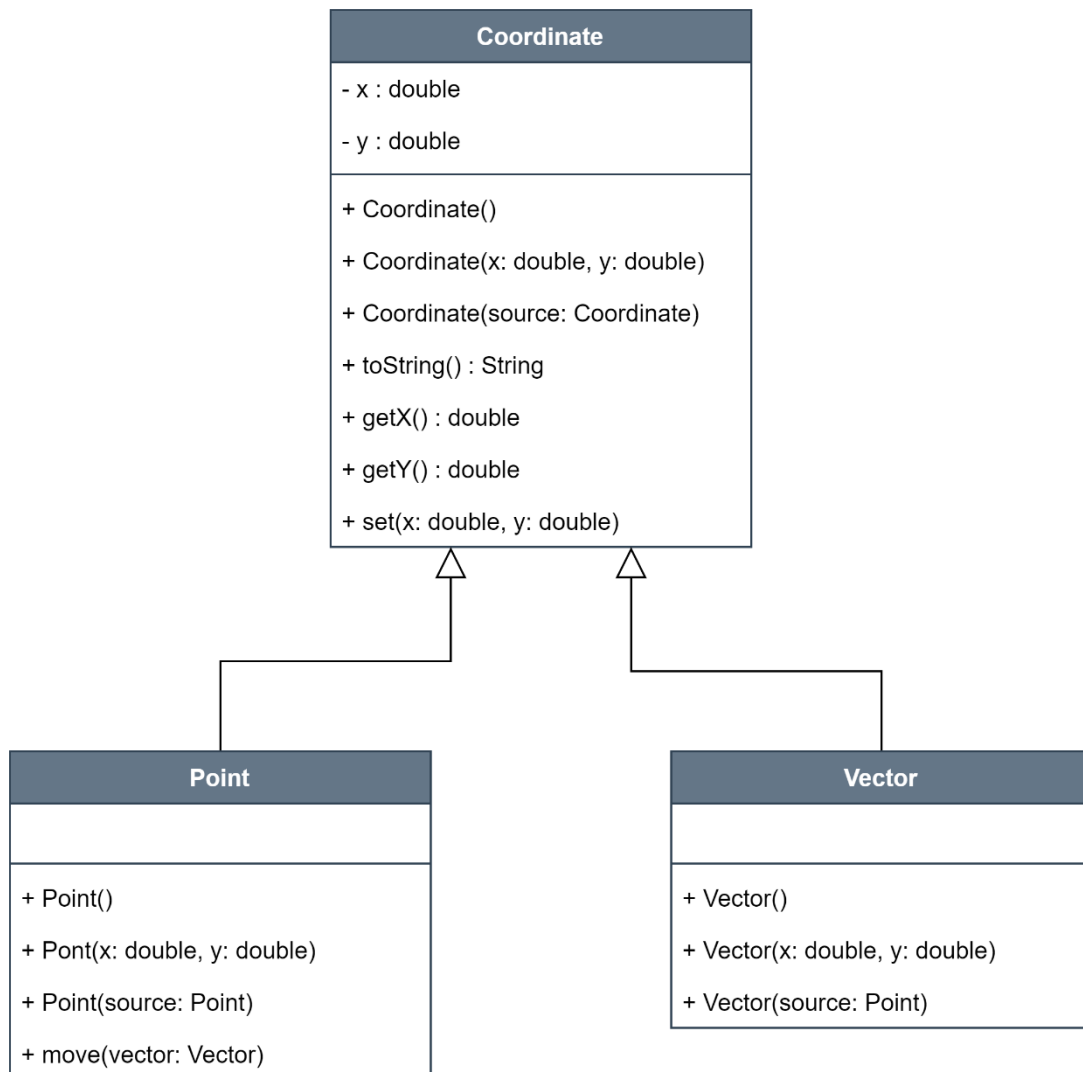 Coordinate
- x : double
- y : double
+ Coordinate()
+ Coordinate(x: double, y: double)
+ Coordinate(source: Coordinate)
+ toString() : String
+ getX() : double
+ getY() : double
+ set(x: double, y: double)
Point
+ Point()
+ Pont(x: double, y: double)
+ Point(source: Point)
+ move(vector: Vector)
Vector
+ Vector()
+ Vector(x: double, y: double)
+ Vector(source: Point)